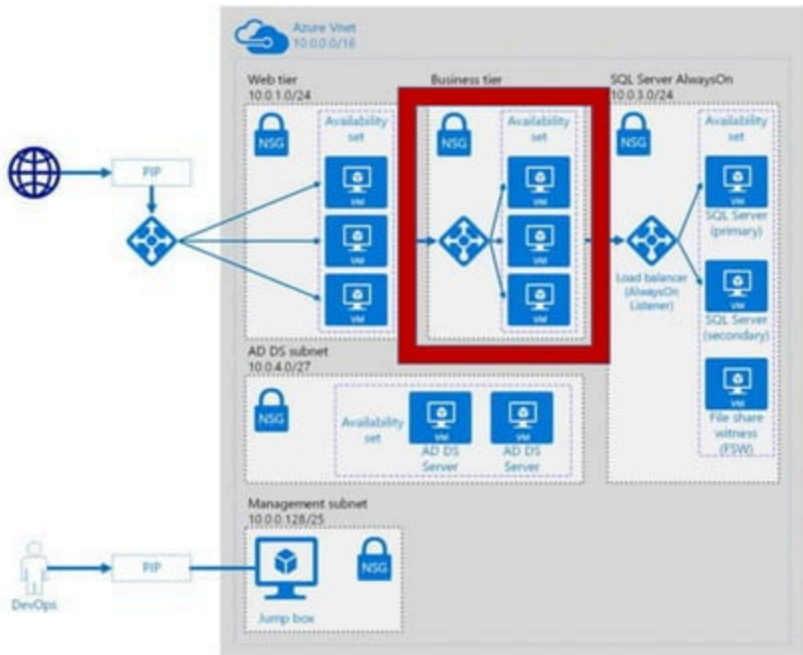 Azure Vnet
10.0.0.0/16
Web tier
10.0.1.0/24
NSG
Availability
set
VM
VM
VM
Business tier
NSG
Availability
set
VM
VM
VM
SQL Server AlwaysOn
10.0.3.0/24
NSG
Availability
set
VM
SQL Server
(primary)
Load balancer
(AlwaysOn
Listener)
VM
SQL Server
(secondary)
VM
File share
witness
(FSW)
PIP
AD DS subnet
10.0.4.0/27
NSG
Availability
set
VM
AD DS
Server
VM
AD DS
Server
Management subnet
10.0.0.128/25
NSG
Jump box
PIP
DevOps